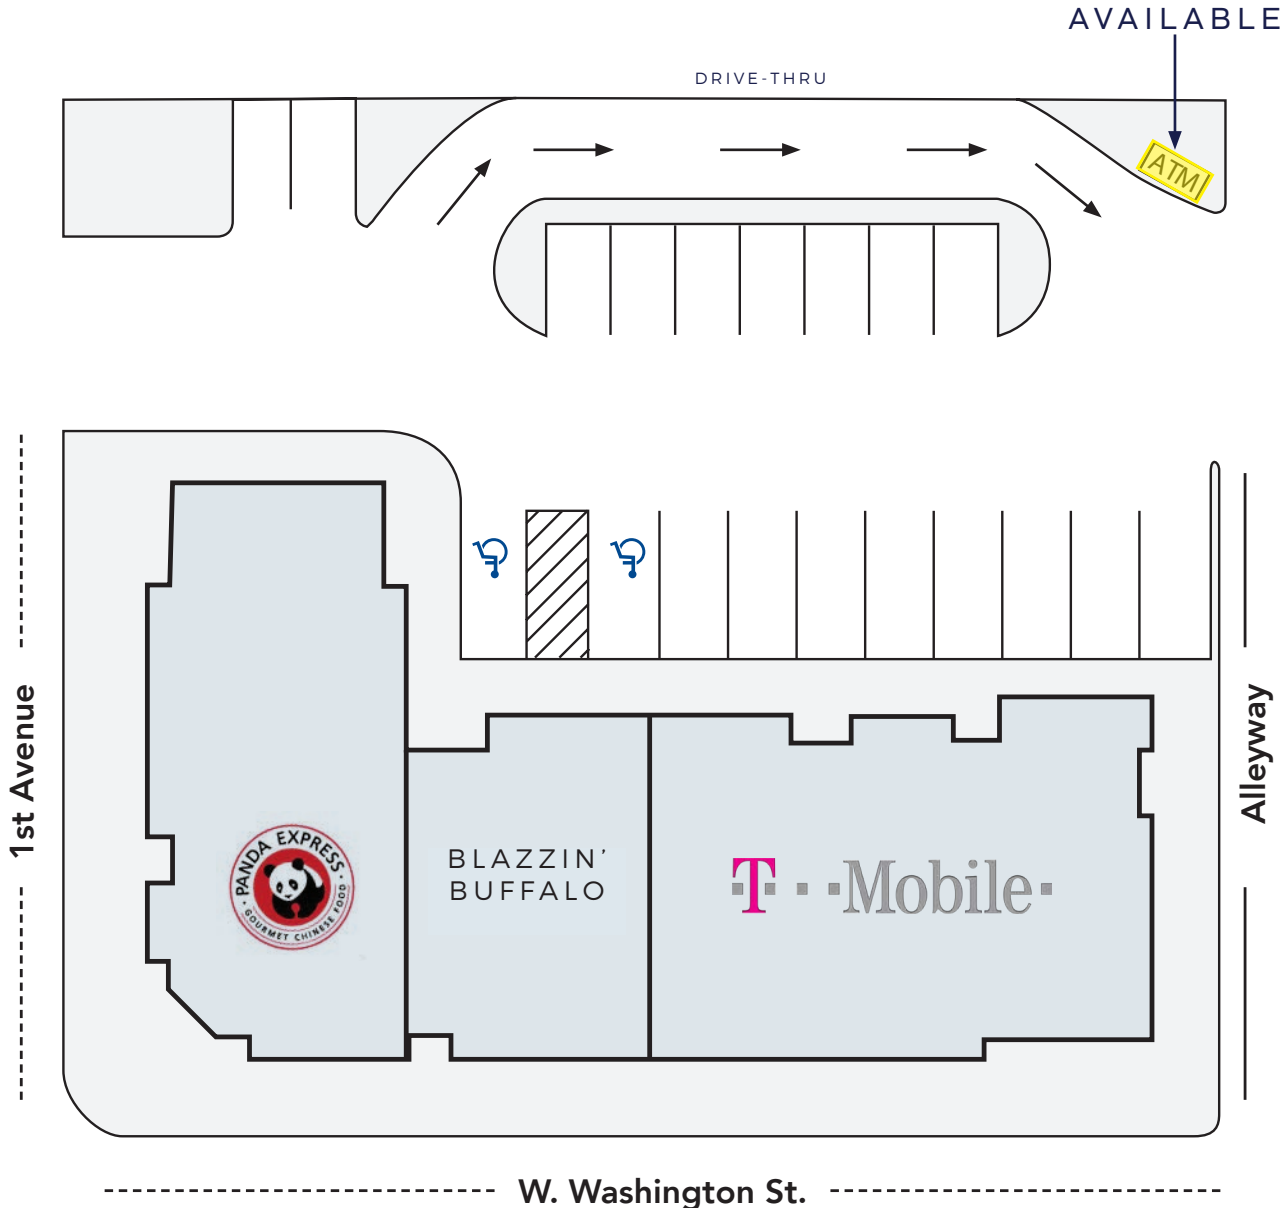 AVAILABLE
DRIVE-THRU
ATM
1st Avenue
Alleyway
PANDA EXPRESS
GOURMET CHINESE FOOD
BLAZZIN'
BUFFALO
T Mobile
W. Washington St.